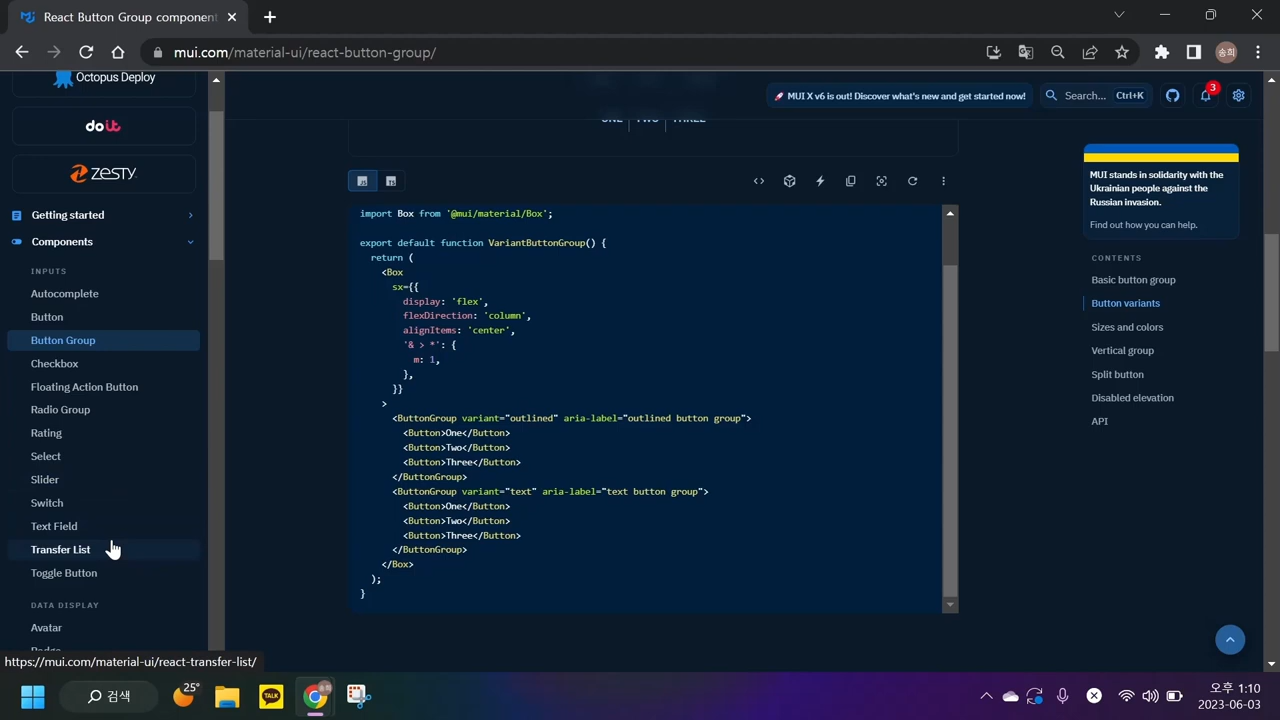 React Button Group component
mui.com/material-ui/react-button-group/
송희
Octopus Deploy
doit
ZESTY
Getting started
Components
INPUTS
Autocomplete
Button
Button Group
Checkbox
Floating Action Button
Radio Group
Rating
Select
Slider
Switch
Text Field
Transfer List
Toggle Button
DATA DISPLAY
Avatar
Badge
https://mui.com/material-ui/react-transfer-list/
🚀 MUI X v6 is out! Discover what's new and get started now!
Search... Ctrl+K
3
ONE TWO THREE
JS TS
import Box from '@mui/material/Box';
export default function VariantButtonGroup() {
return (
<Box
sx={{
display: 'flex',
flexDirection: 'column',
alignItems: 'center',
'& > *': {
m: 1,
},
}}
>
<ButtonGroup variant="outlined" aria-label="outlined button group">
<Button>One</Button>
<Button>Two</Button>
<Button>Three</Button>
</ButtonGroup>
<ButtonGroup variant="text" aria-label="text button group">
<Button>One</Button>
<Button>Two</Button>
<Button>Three</Button>
</ButtonGroup>
</Box>
);
}
MUI stands in solidarity with the
Ukrainian people against the
Russian invasion.
Find out how you can help.
CONTENTS
Basic button group
Button variants
Sizes and colors
Vertical group
Split button
Disabled elevation
API
검색
25°
TALK
오후 1:10
2023-06-03